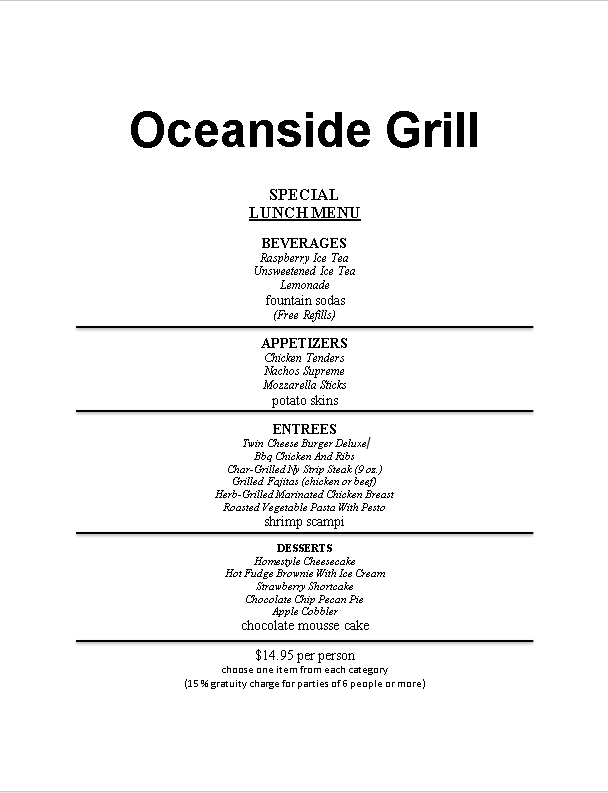 Oceanside Grill
SPECIAL
LUNCH MENU
BEVERAGES
Raspberry Ice Tea
Unsweetened Ice Tea
Lemonade
fountain sodas
(Free Refills)
APPETIZERS
Chicken Tenders
Nachos Supreme
Mozzarella Sticks
potato skins
ENTREES
Twin Cheese Burger Deluxe
Bbq Chicken And Ribs
Char-Grilled Ny Strip Steak (9 oz.)
Grilled Fajitas (chicken or beef)
Herb-Grilled Marinated Chicken Breast
Roasted Vegetable Pasta With Pesto
shrimp scampi
DESSERTS
Homestyle Cheesecake
Hot Fudge Brownie With Ice Cream
Strawberry Shortcake
Chocolate Chip Pecan Pie
Apple Cobbler
chocolate mousse cake
$14.95 per person
choose one item from each category
(15% gratuity charge for parties of 6 people or more)